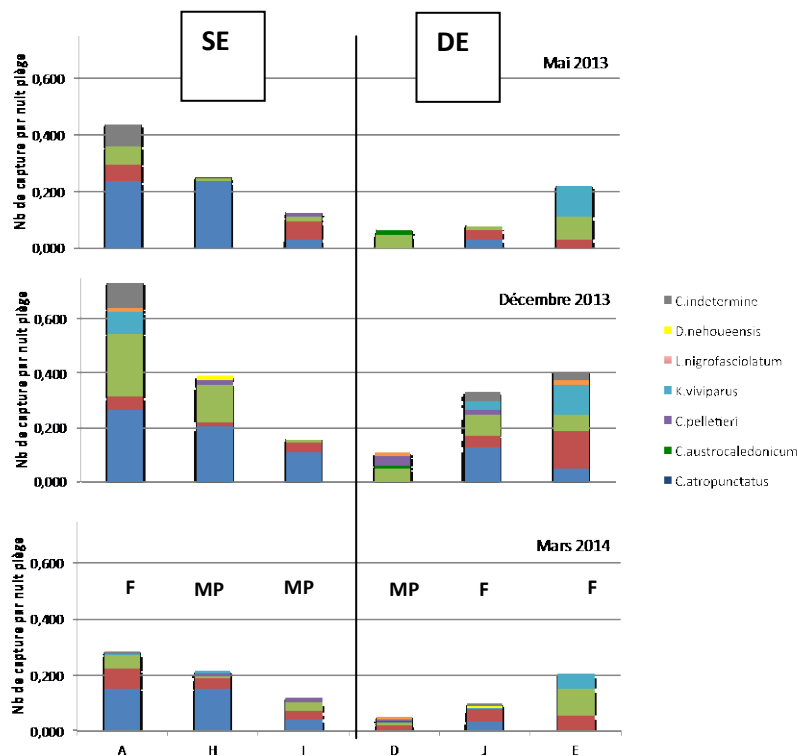 SE
DE
Mai 2013
Nb de capture par nuit piège
0,600
0,400
0,200
0,000
Décembre 2013
Nb de capture par nuit piège
0,600
0,400
0,200
0,000
C.indetermine
D.nehoueensis
L.nigrofasciolatum
K.viviparus
C.pelletieri
C.austrocaledonicum
C.atropunctatus
Mars 2014
Nb de capture par nuit piège
0,600
0,400
0,200
0,000
F MP MP MP F F
A H I D J E